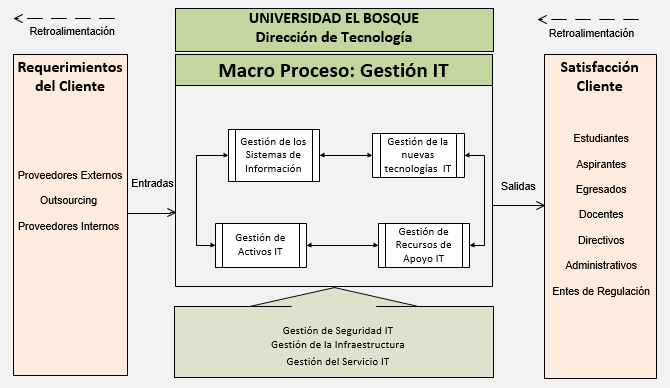 UNIVERSIDAD EL BOSQUE
Dirección de Tecnología
Retroalimentación
Retroalimentación
Requerimientos
del Cliente
Proveedores Externos
Outsourcing
Proveedores Internos
Entradas
Macro Proceso: Gestión IT
Gestión de los
Sistemas de
Información
Gestión de la
nuevas
tecnologías IT
Gestión de
Activos IT
Gestión de
Recursos de
Apoyo IT
Gestión de Seguridad IT
Gestión de la Infraestructura
Gestión del Servicio IT
Salidas
Satisfacción
Cliente
Estudiantes
Aspirantes
Egresados
Docentes
Directivos
Administrativos
Entes de Regulación